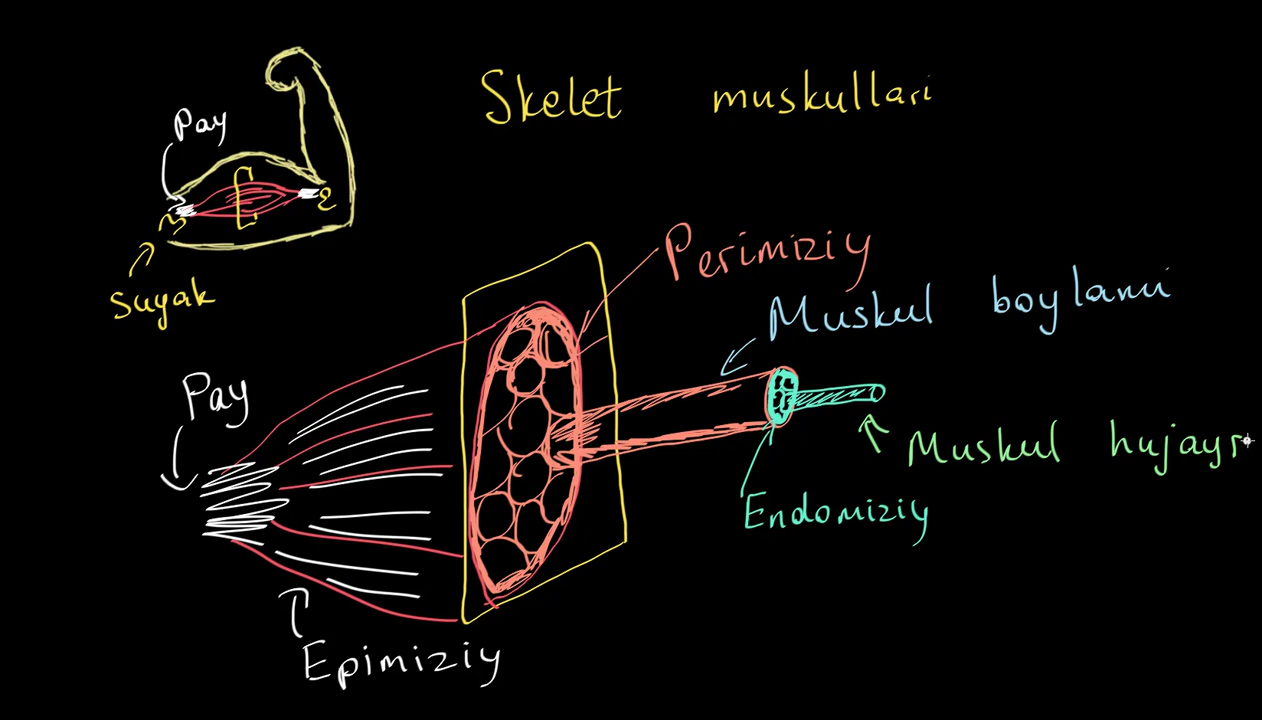 Skelet muskullari
Pay
Suyak
Perimiziy
Muskul boylami
Pay
Muskul hujayr
Endomiziy
Epimiziy